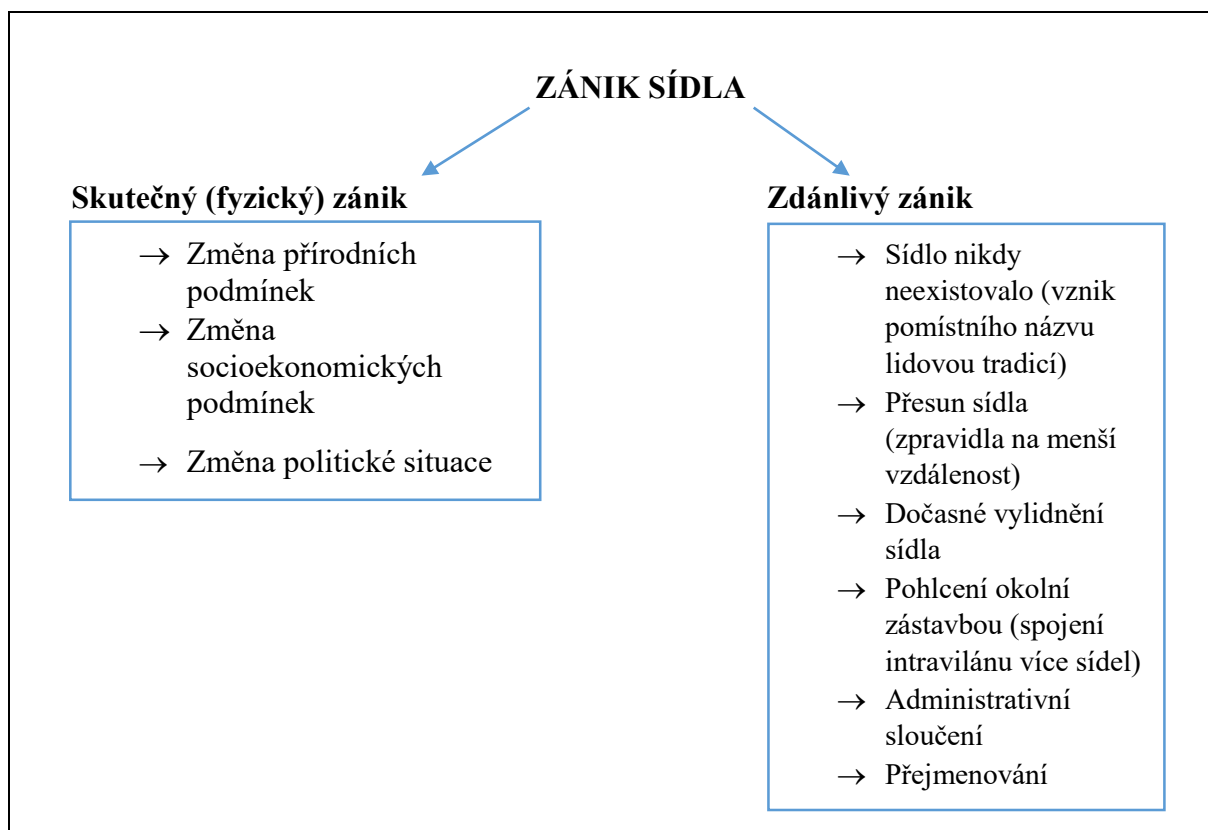 ZÁNIK SÍDLA
Skutečný (fyzický) zánik
→ Změna přírodních
podmínek
→ Změna
socioekonomických
podmínek
→ Změna politické situace
Zdánlivý zánik
→ Sídlo nikdy
neexistovalo (vznik
pomístního názvu
lidovou tradicí)
→ Přesun sídla
(zpravidla na menší
vzdálenost)
→ Dočasné vylidnění
sídla
→ Pohlcení okolní
zástavbou (spojení
intravilánu více sídel)
→ Administrativní
sloučení
→ Přejmenování